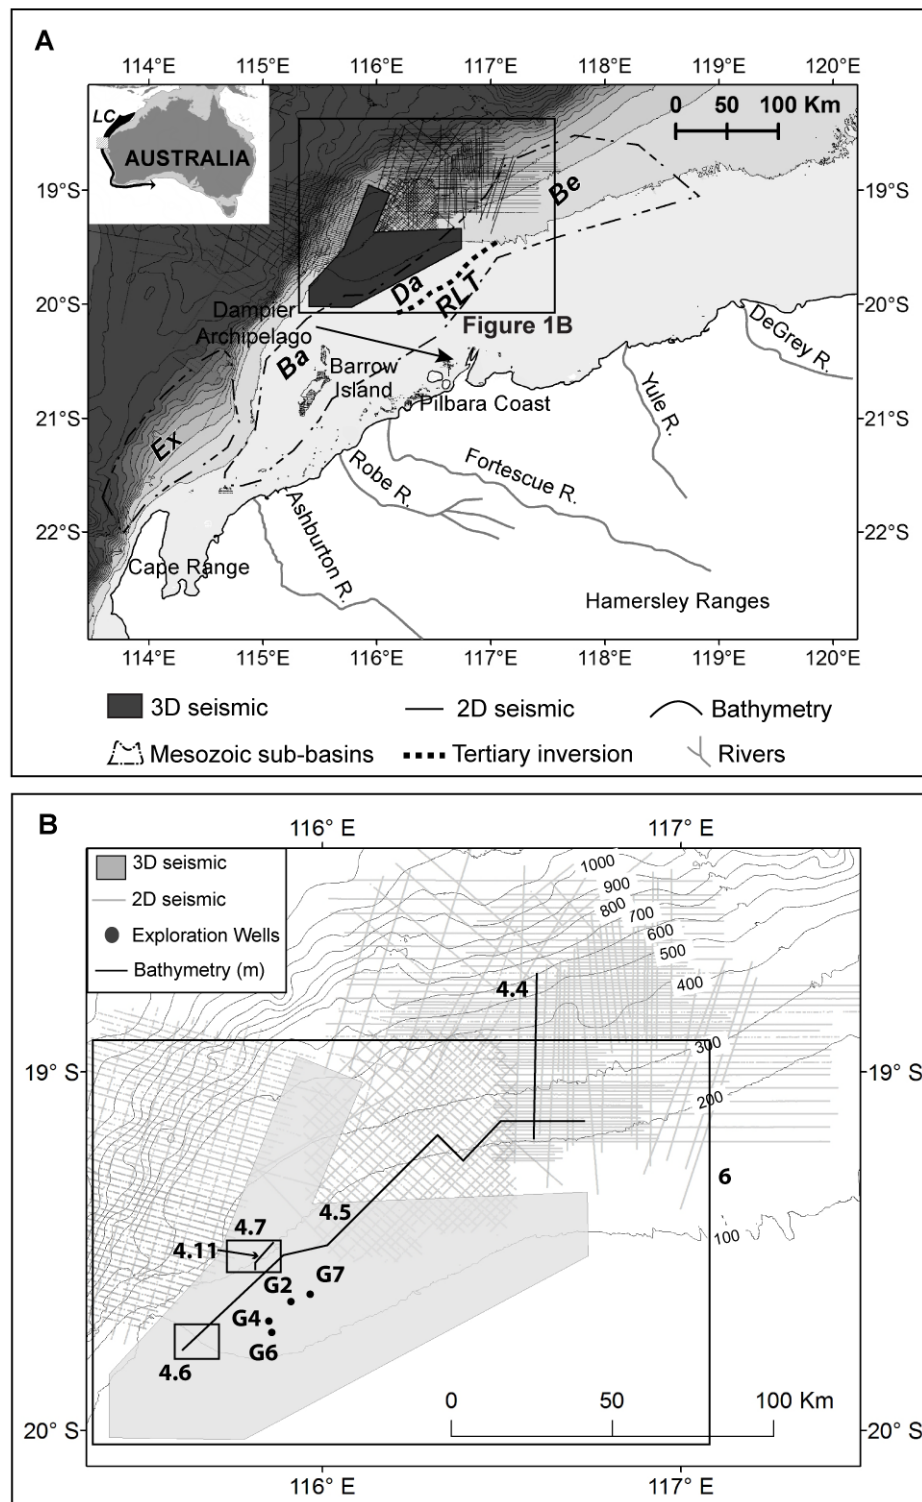 A
114°E 115°E 116°E 117°E 118°E 119°E 120°E
LC
AUSTRALIA
0 50 100 Km
19°S 19°S
Be
20°S 20°S
Da
RLT
Dampier
Archipelago
Figure 1B
DeGrey R.
Ba
Barrow
Island
21°S 21°S
Pilbara Coast
Yule R.
Ex
Fortescue R.
Robe R.
22°S 22°S
Ashburton R.
Cape Range
Hamersley Ranges
114°E 115°E 116°E 117°E 118°E 119°E 120°E
3D seismic 2D seismic Bathymetry
Mesozoic sub-basins Tertiary inversion Rivers
B
116° E 117° E
3D seismic
2D seismic
Exploration Wells
Bathymetry (m)
1000
900
800
700
600
500
400
4.4
300
19° S 19° S
200
6
4.5
100
4.7
4.11
G2 G7
G4
G6
4.6
0 50 100 Km
20° S 20° S
116° E 117° E